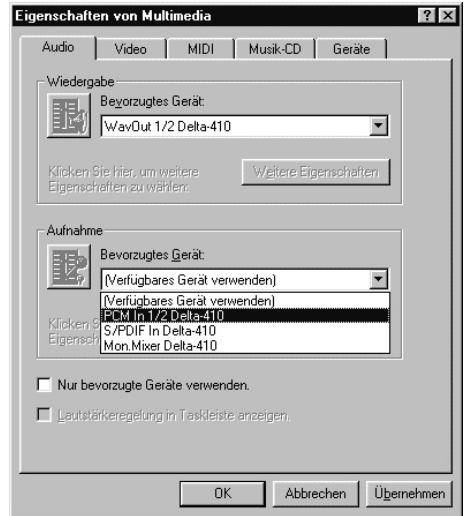 Eigenschaften von Multimedia
Audio Video MIDI Musik-CD Geräte
Wiedergabe
Bevorzugtes Gerät:
WavOut 1/2 Delta-410
Klicken Sie hier, um weitere
Eigenschaften zu wählen:
Weitere Eigenschaften
Aufnahme
Bevorzugtes Gerät:
(Verfügbares Gerät verwenden)
(Verfügbares Gerät verwenden)
PCM In 1/2 Delta-410
S/PDIF In Delta-410
Mon.Mixer Delta-410
Klicken S
Eigensch
Nur bevorzugte Geräte verwenden.
Lautstärkeregelung in Taskleiste anzeigen.
OK Abbrechen Übernehmen